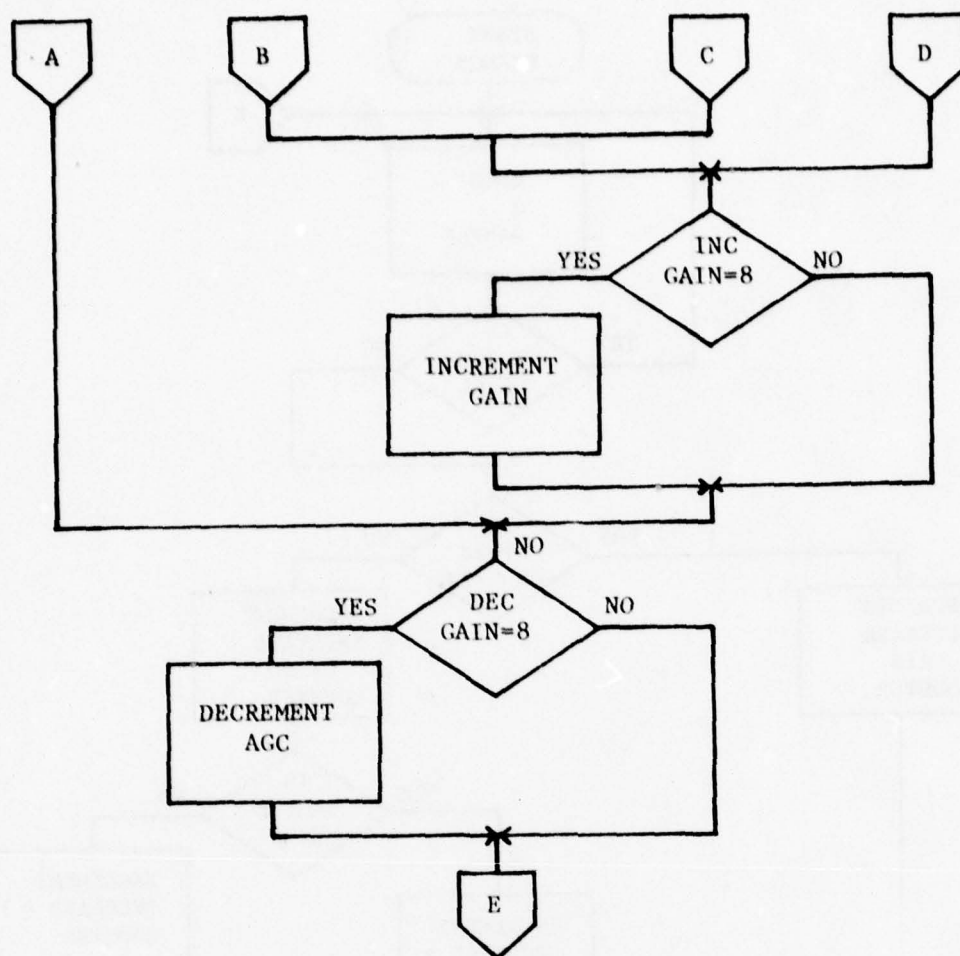 A
B
C
D
INC
GAIN=8
YES
NO
INCREMENT
GAIN
NO
DEC
GAIN=8
YES
NO
DECREMENT
AGC
E